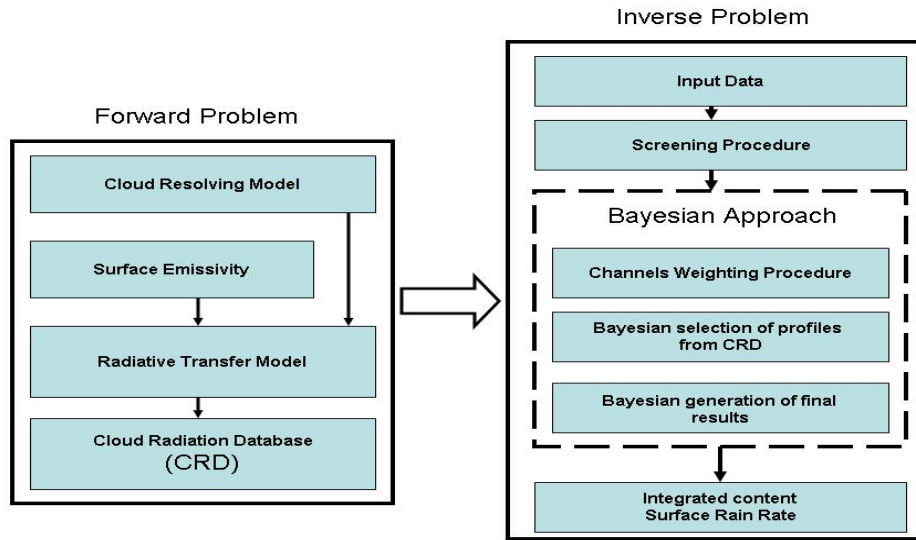 Forward Problem
Cloud Resolving Model
Surface Emissivity
Radiative Transfer Model
Cloud Radiation Database
(CRD)
Inverse Problem
Input Data
Screening Procedure
Bayesian Approach
Channels Weighting Procedure
Bayesian selection of profiles
from CRD
Bayesian generation of final
results
Integrated content
Surface Rain Rate